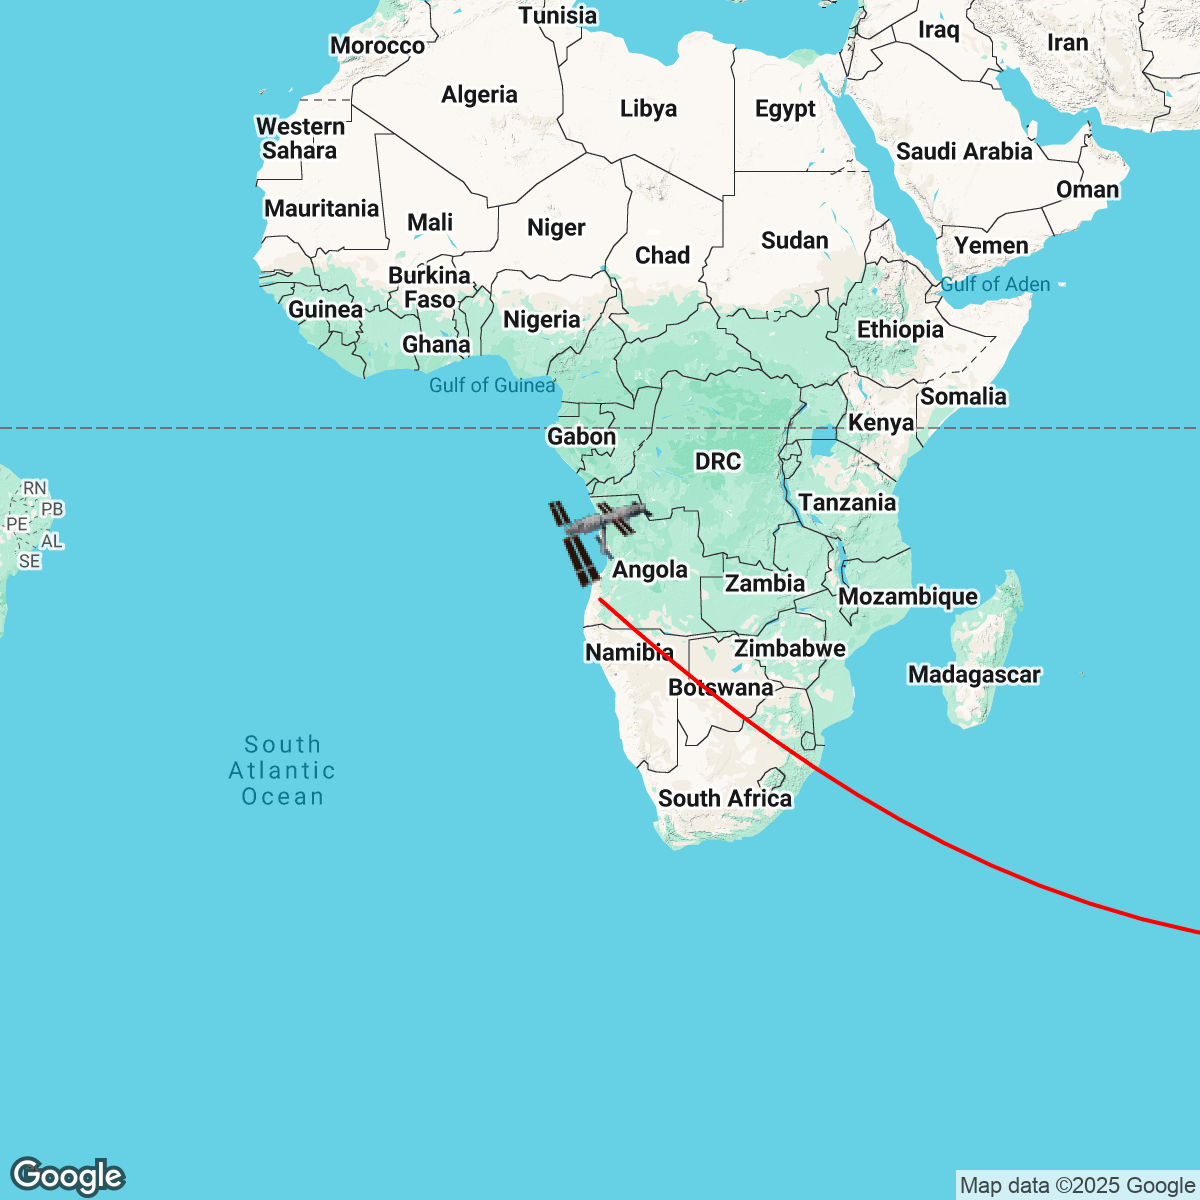 Tunisia
Morocco
Iraq
Iran
Algeria
Libya
Egypt
Western
Sahara
Saudi Arabia
Oman
Mauritania
Mali
Niger
Chad
Sudan
Yemen
Burkina
Faso
Gulf of Aden
Guinea
Nigeria
Ethiopia
Ghana
Gulf of Guinea
Somalia
Kenya
Gabon
DRC
RN
PB
PE
AL
SE
Tanzania
Angola
Zambia
Mozambique
Namibia
Zimbabwe
Botswana
Madagascar
South
Atlantic
Ocean
South Africa
Google
Map data ©2025 Google